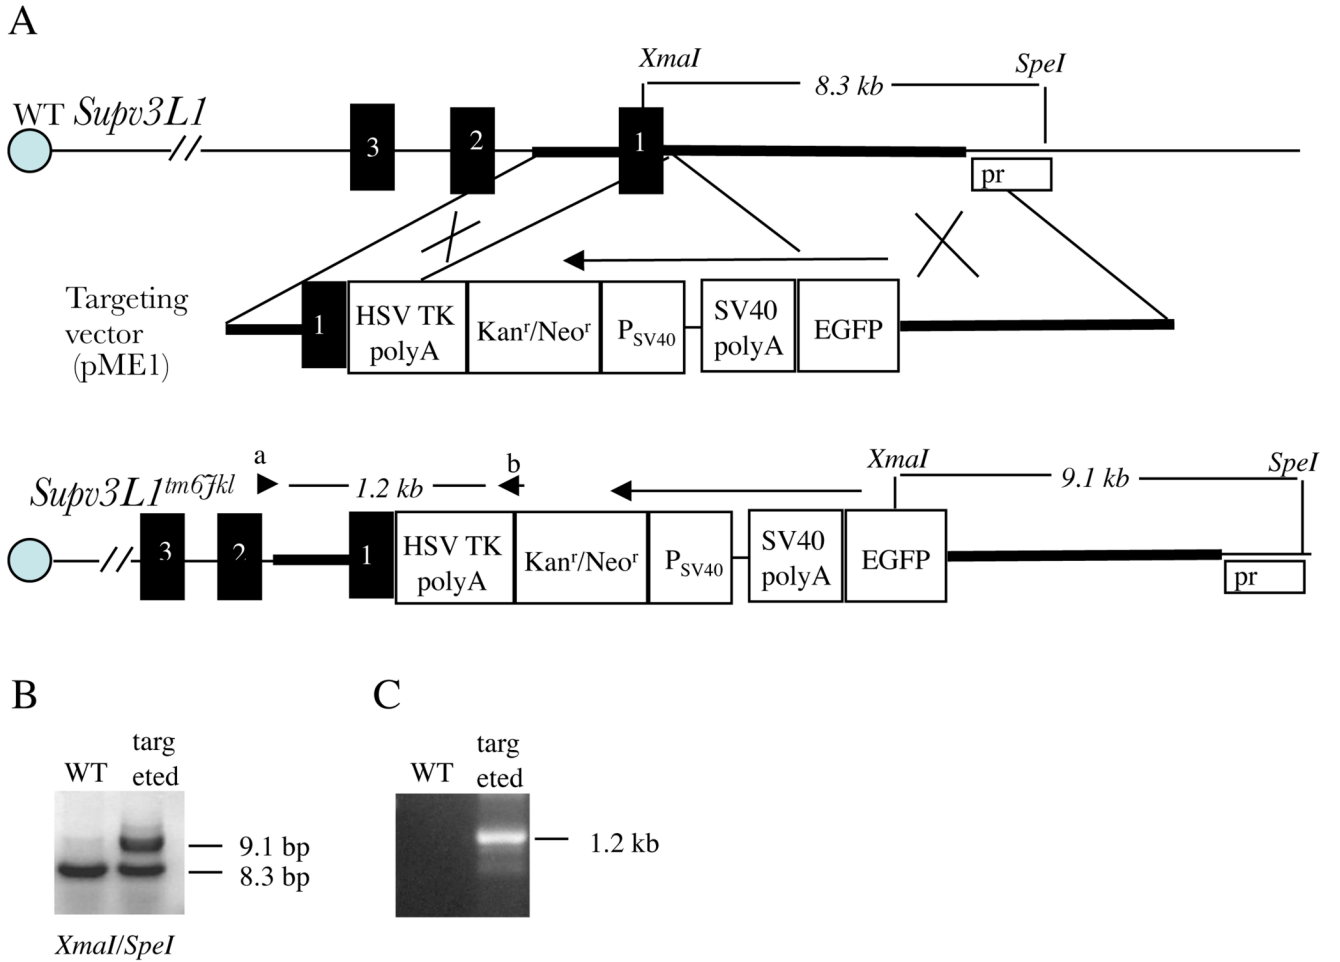 A
XmaI
SpeI
8.3 kb
WT Supv3L1
3
2
1
pr
Targeting
vector
(pME1)
1
HSV TK
polyA
Kanʳ/Neoʳ
P_SV40
SV40
polyA
EGFP
a
b
XmaI
SpeI
1.2 kb
9.1 kb
Supv3L1tm6Jkl
3
2
1
HSV TK
polyA
Kanʳ/Neoʳ
P_SV40
SV40
polyA
EGFP
pr
B
WT
targ
eted
9.1 bp
8.3 bp
XmaI/SpeI
C
WT
targ
eted
1.2 kb